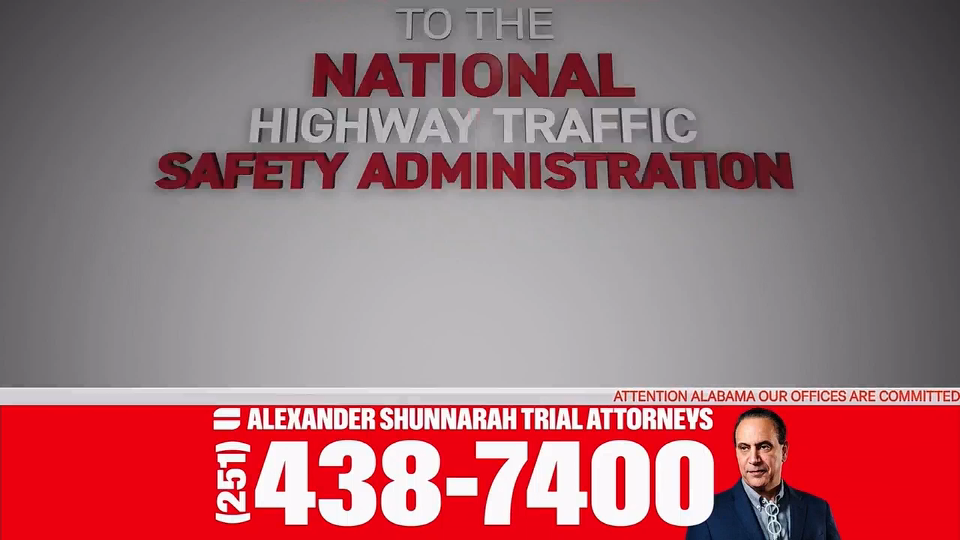 TO THE
NATIONAL
HIGHWAY TRAFFIC
SAFETY ADMINISTRATION
ATTENTION ALABAMA OUR OFFICES ARE COMMITTED
ALEXANDER SHUNNARAH TRIAL ATTORNEYS
(251) 438-7400